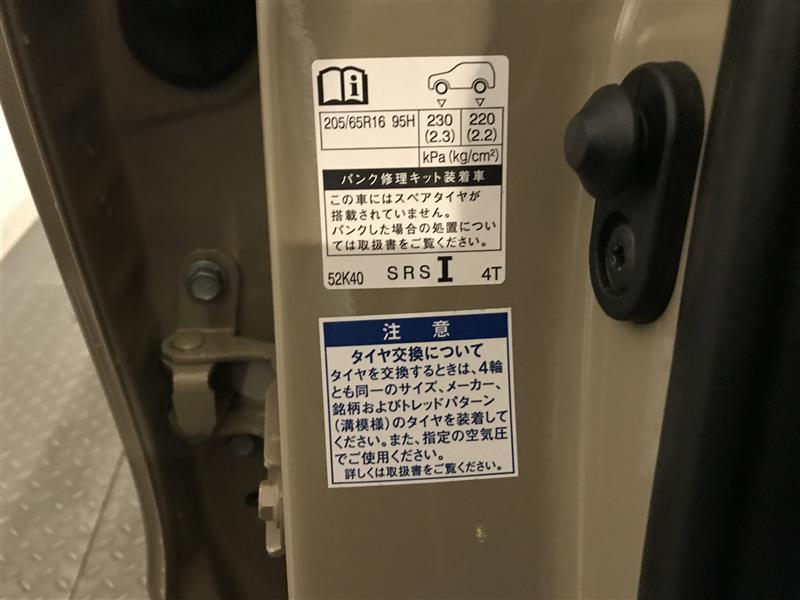 205/65R16 95H 230 (2.3) 220 (2.2)
kPa(kg/cm²)
パンク修理キット装着車
この車にはスペアタイヤが
搭載されていません。
パンクした場合の処置につい
ては取扱書をご覧ください。
52K40 SRS I 4T
注 意
タイヤ交換について
タイヤを交換するときは、4輪
とも同一のサイズ、メーカー、
銘柄およびトレッドパターン
(溝模様)のタイヤを装着して
ください。また、指定の空気圧
でご使用ください。
詳しくは取扱書をご覧ください。